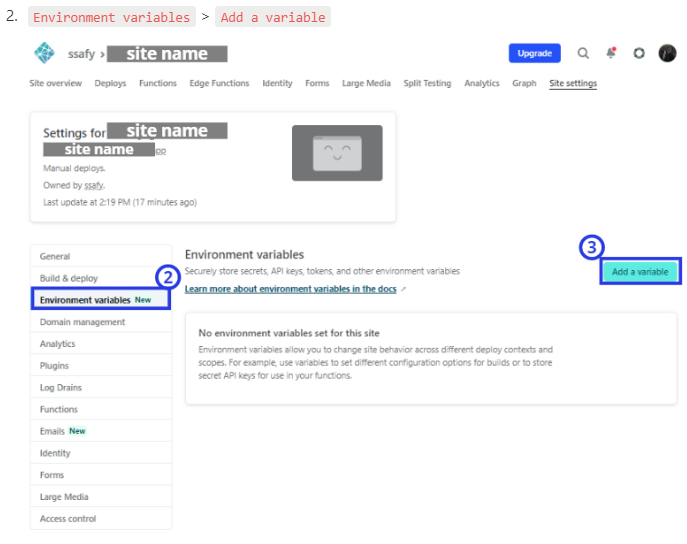 2. Environment variables > Add a variable
ssafy > site name
Upgrade
Site overview Deploys Functions Edge Functions Identity Forms Large Media Split Testing Analytics Graph Site settings
Settings for site name
site name pp
Manual deploys.
Owned by ssafy.
Last update at 2:19 PM (17 minutes ago)
General
Build & deploy
2
Environment variables New
Domain management
Analytics
Plugins
Log Drains
Functions
Emails New
Identity
Forms
Large Media
Access control
Environment variables
Securely store secrets, API keys, tokens, and other environment variables
Learn more about environment variables in the docs
3
Add a variable
No environment variables set for this site
Environment variables allow you to change site behavior across different deploy contexts and
scopes. For example, use variables to set different configuration options for builds or to store
secret API keys for use in your functions.